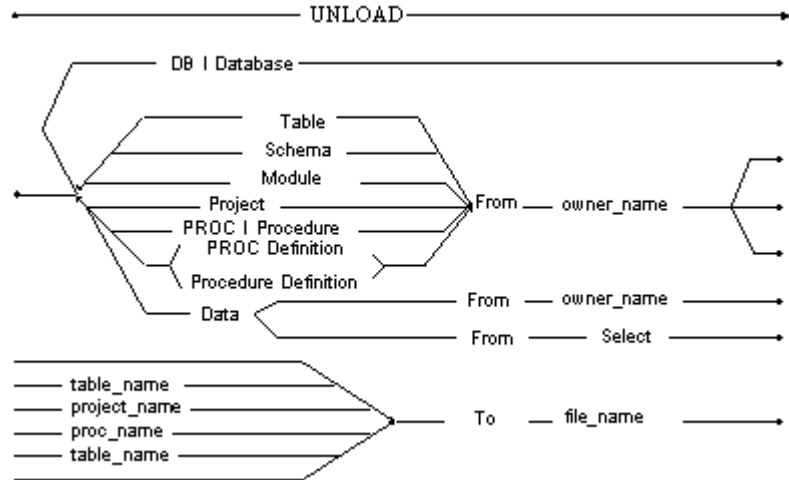 UNLOAD
DB | Database
Table
Schema
Module
Project
From owner_name
PROC | Procedure
PROC Definition
Procedure Definition
Data
From owner_name
From Select
table_name
project_name
To file_name
proc_name
table_name